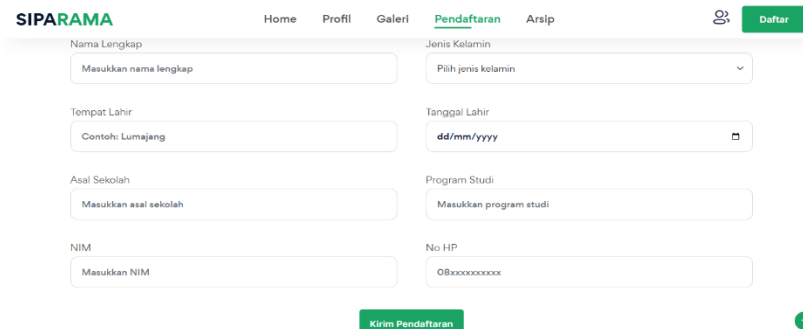 SIPARAMA Home Profil Galeri Pendaftaran Arsip Daftar
Nama Lengkap Jenis Kelamin
Masukkan nama lengkap Pilih jenis kelamin
Tempat Lahir Tanggal Lahir
Contoh: Lumajang dd/mm/yyyy
Asal Sekolah Program Studi
Masukkan asal sekolah Masukkan program studi
NIM No HP
Masukkan NIM 08xxxxxxxxxx
Kirim Pendaftaran